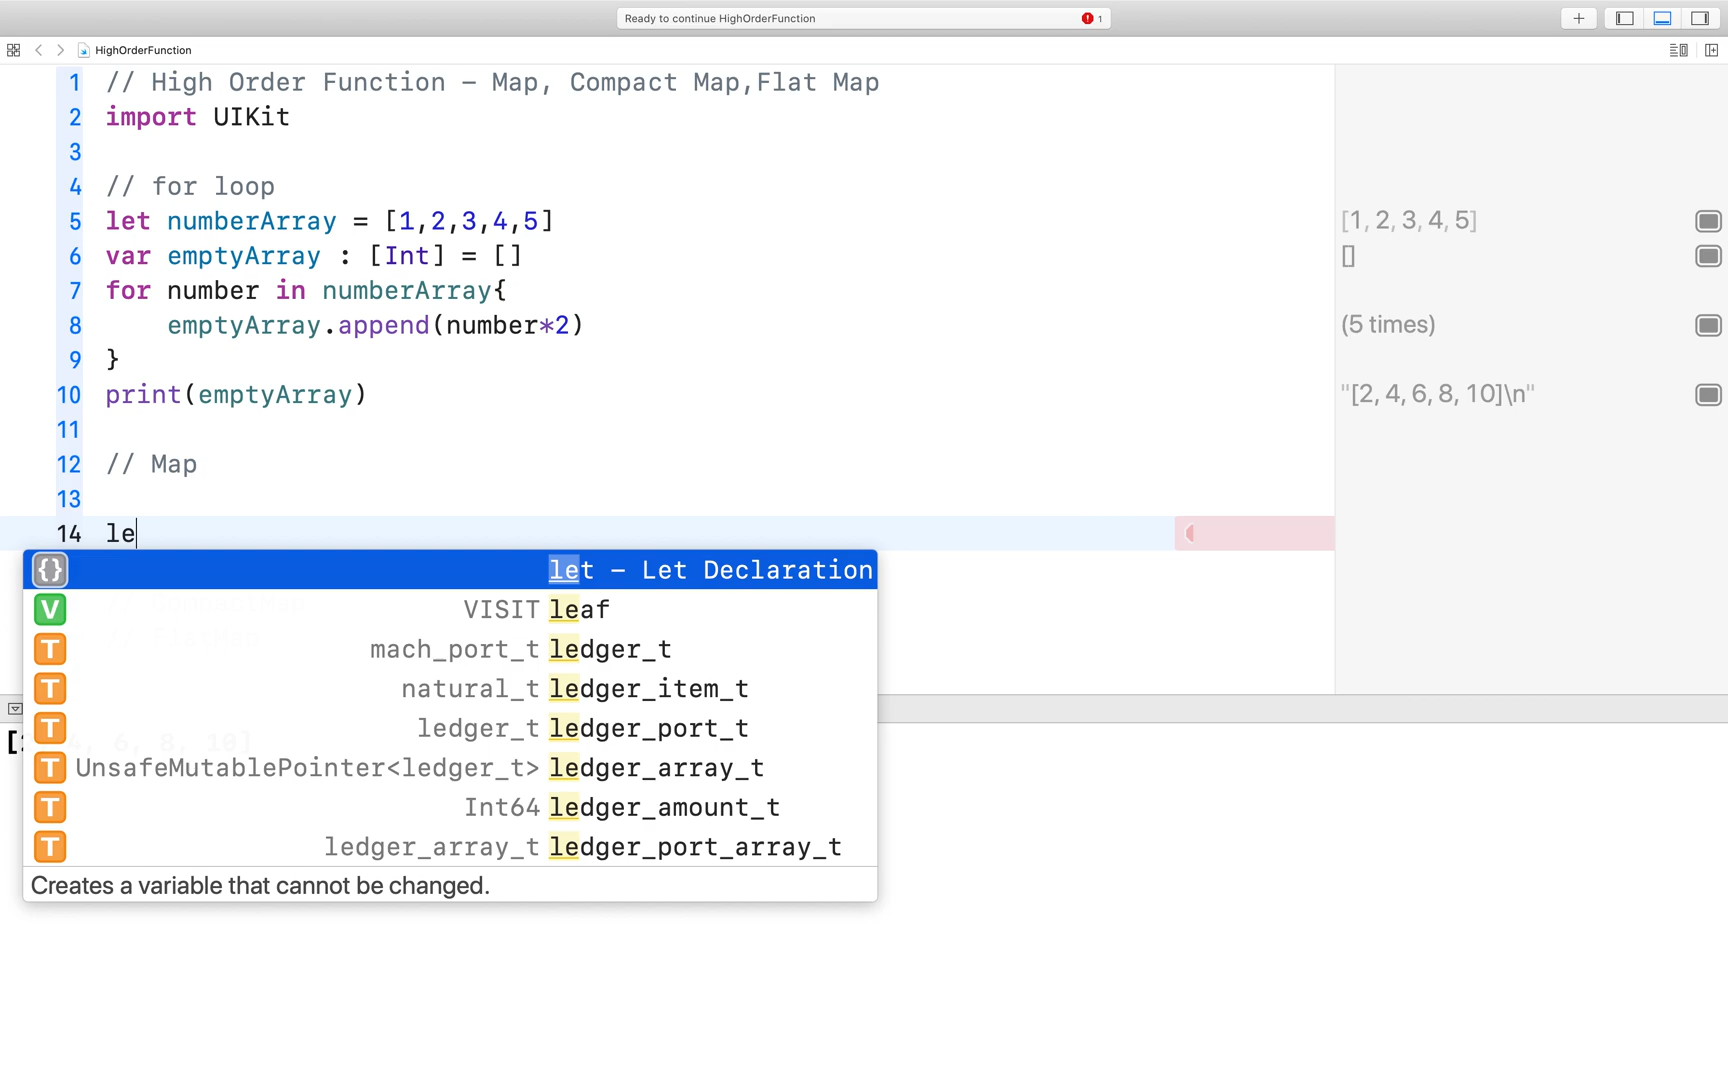 Ready to continue HighOrderFunction
1
HighOrderFunction
1 // High Order Function – Map, Compact Map,Flat Map
2 import UIKit
3
4 // for loop
5 let numberArray = [1,2,3,4,5]
[1, 2, 3, 4, 5]
6 var emptyArray : [Int] = []
[]
7 for number in numberArray{
8 emptyArray.append(number*2)
(5 times)
9 }
10 print(emptyArray)
"[2, 4, 6, 8, 10]\n"
11
12 // Map
13
14 le
{} let – Let Declaration
V VISIT leaf
T mach_port_t ledger_t
T natural_t ledger_item_t
T ledger_t ledger_port_t
T UnsafeMutablePointer<ledger_t> ledger_array_t
T Int64 ledger_amount_t
T ledger_array_t ledger_port_array_t
Creates a variable that cannot be changed.